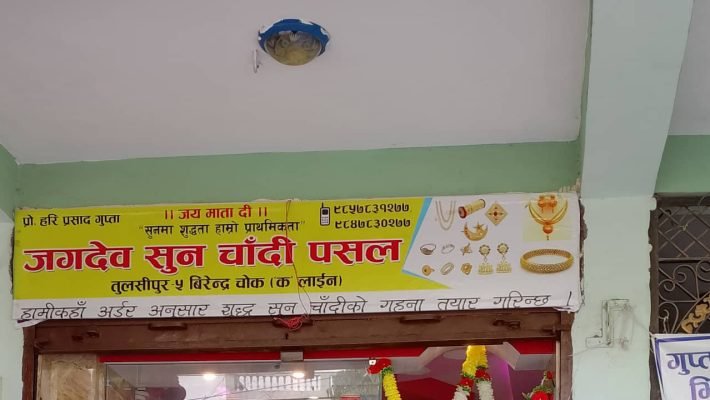 ।। जय माता दी ।।
प्रो. हरि प्रसाद गुप्ता
"सुनमा शुद्धता हाम्रो प्राथमिकता"
९८५७८३१२७७
९८४७८३०२७७
जगदेव सुन चाँदी पसल
तुलसीपुर-५ बिरेन्द्र चोक (क लाईन)
हामीकहाँ अर्डर अनुसार शुद्ध सुन चाँदीको गहना तयार गरिन्छ ।